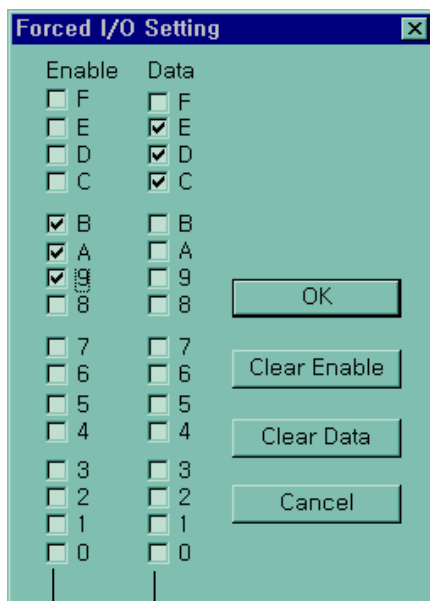 Forced I/O Setting
Enable Data
F F
E E
D D
C C
B B
A A
9 9
8 8
OK
7 7
6 6
Clear Enable
5 5
4 4
Clear Data
3 3
2 2
Cancel
1 1
0 0